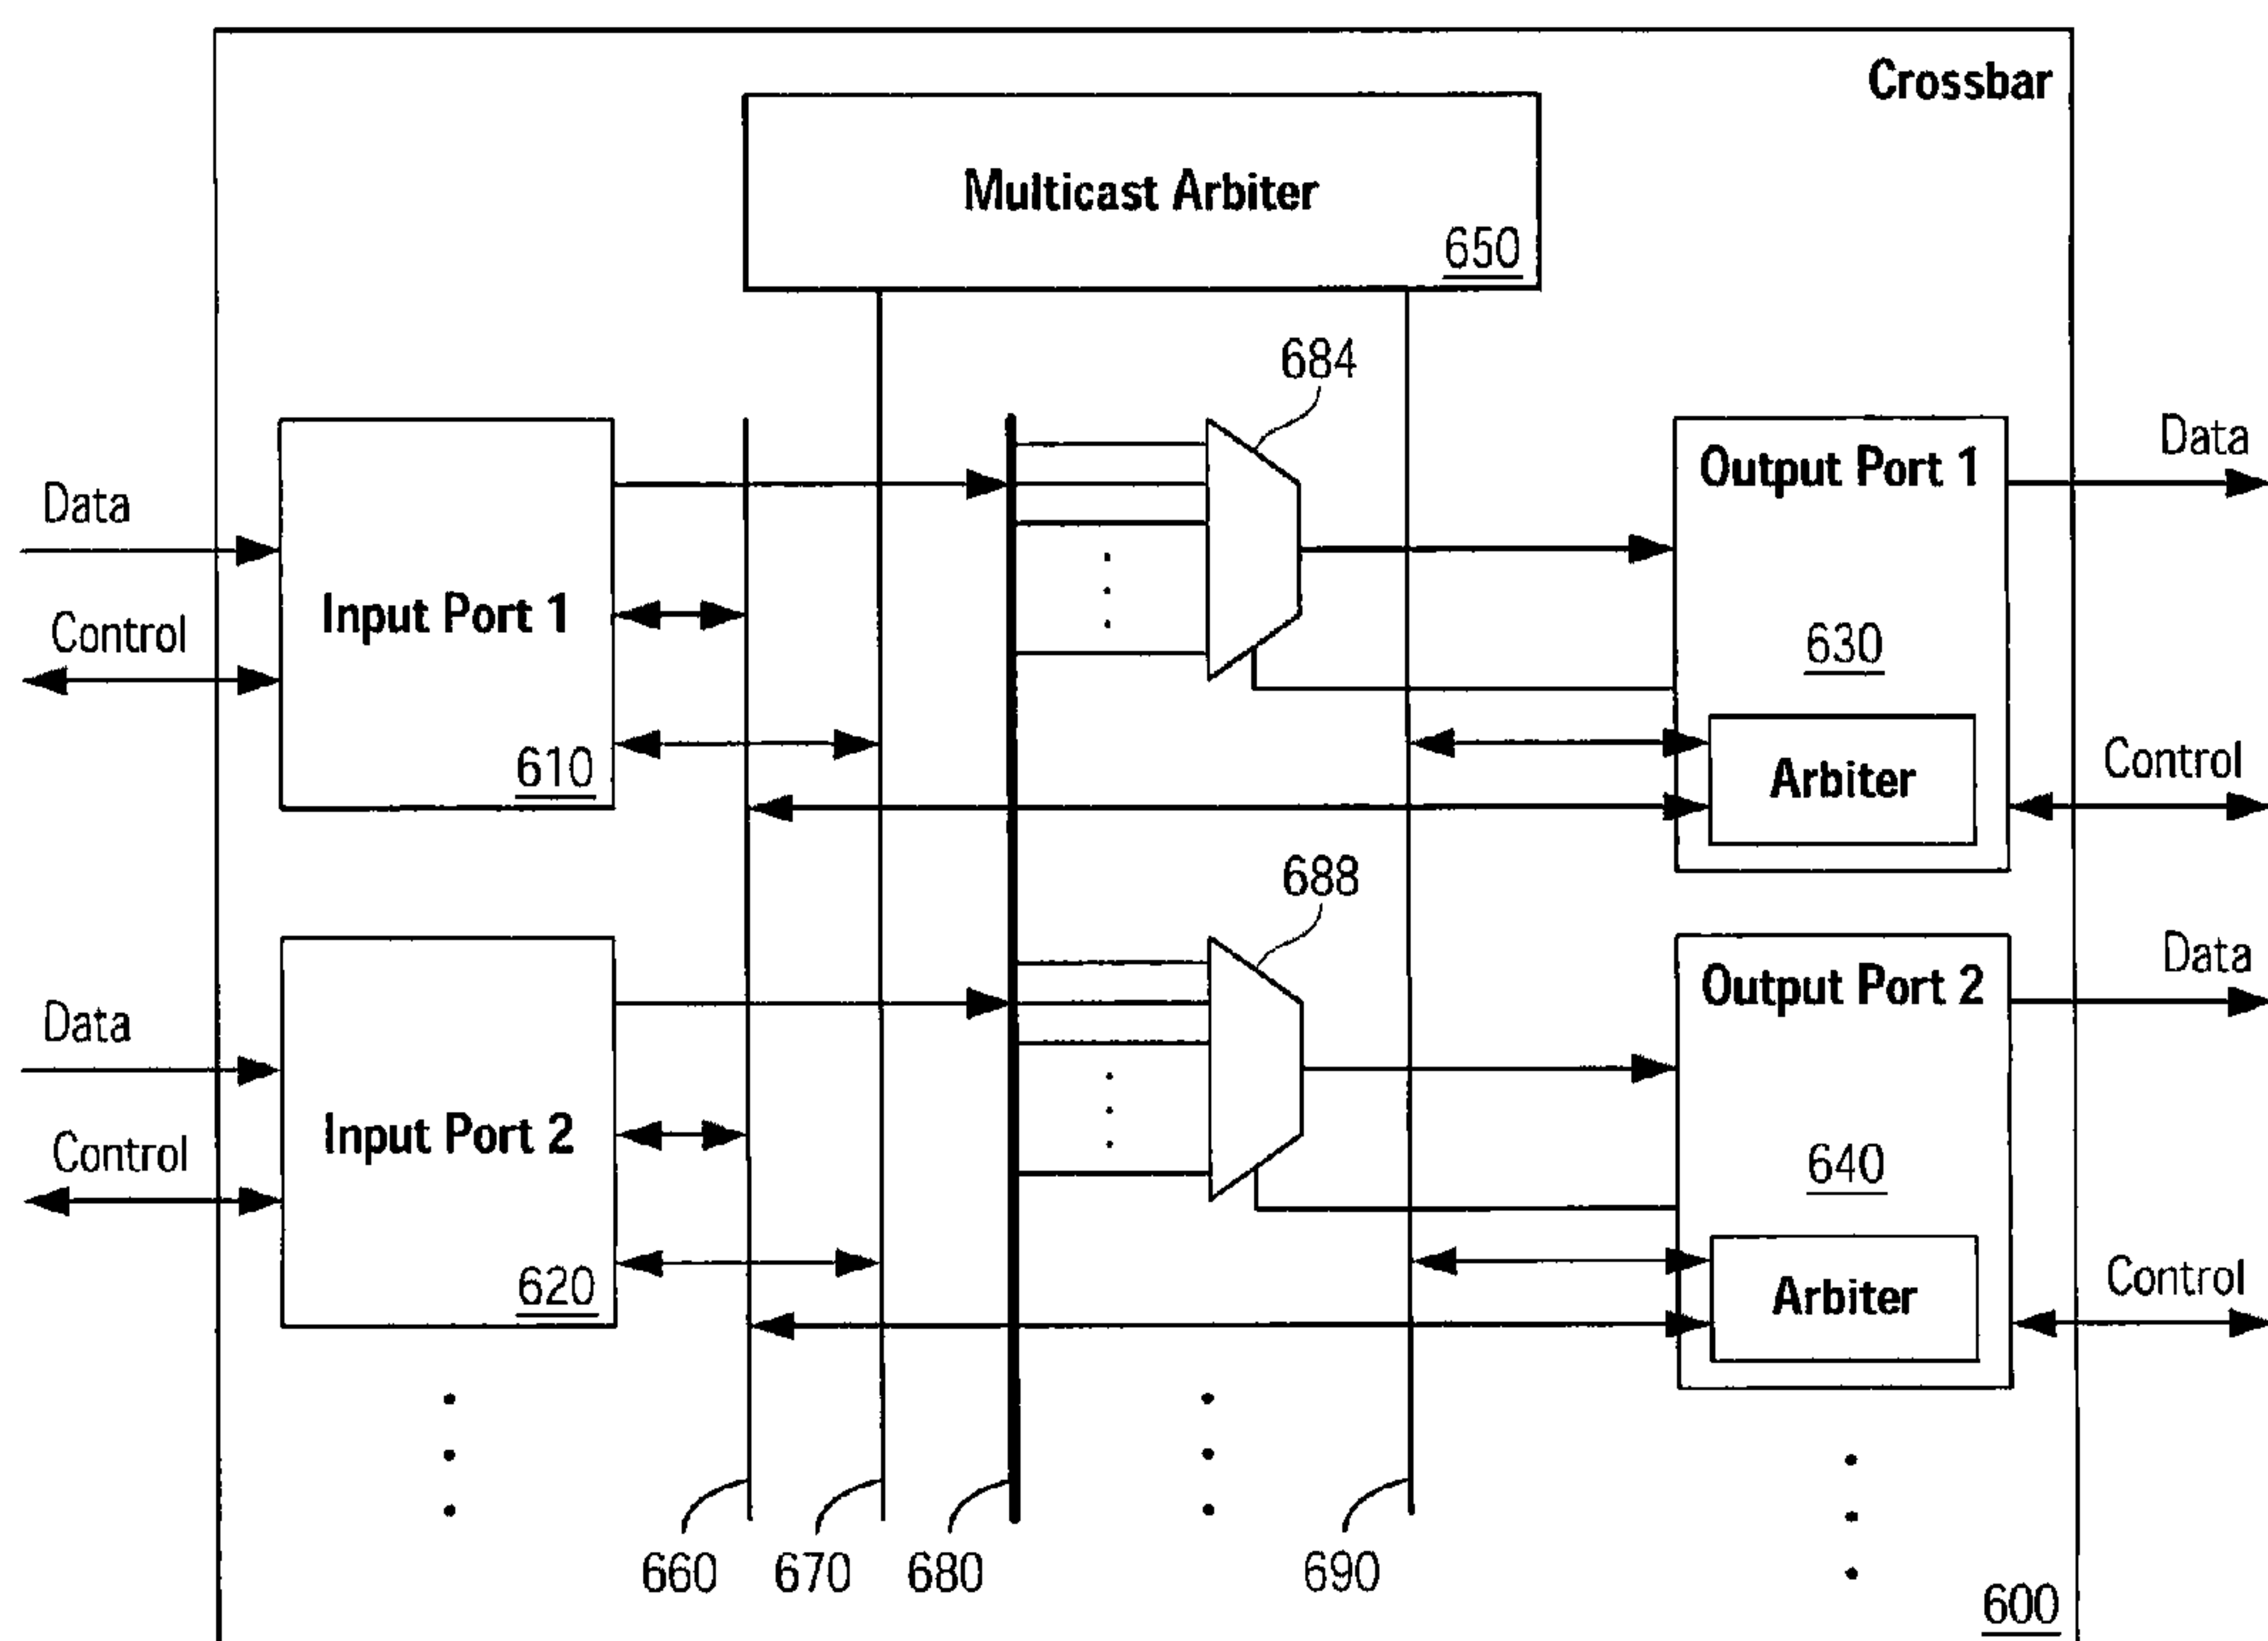 Crossbar
Multicast Arbiter
650
684
Data
Control
Input Port 1
610
Output Port 1
630
Arbiter
Data
Control
688
Data
Control
Input Port 2
620
Output Port 2
640
Arbiter
Data
Control
660
670
680
690
600